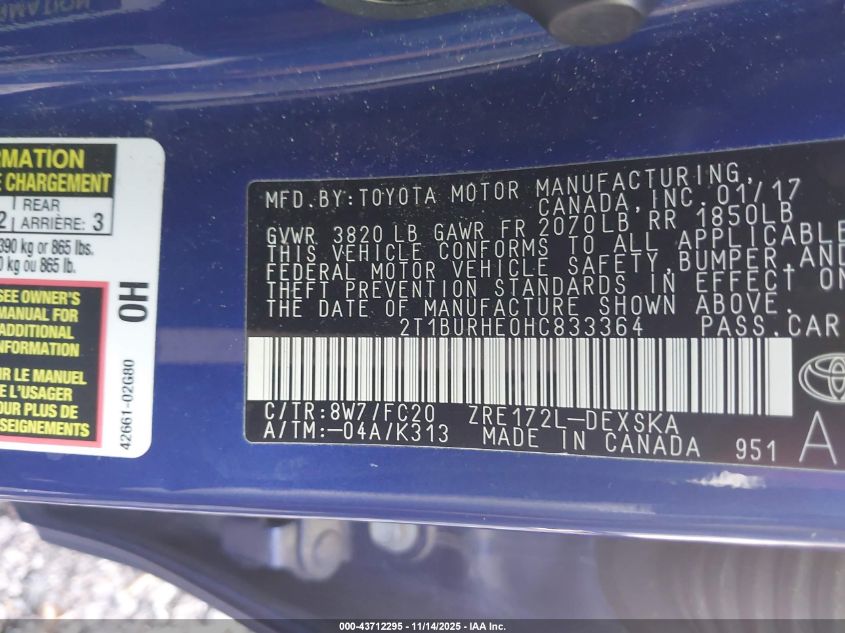 RMATION
E CHARGEMENT
REAR
2 ARRIÈRE: 3
390 kg or 865 lbs.
0 kg ou 865 lb.
SEE OWNER'S
MANUAL FOR
ADDITIONAL
INFORMATION
IR LE MANUEL
DE
PLUS DE
SEIGNEMENTS
OH
42661-02G80
MFD.BY:TOYOTA MOTOR MANUFACTURING,
CANADA, INC. 01/17
GVWR 3820 LB GAWR FR 2070LB, RR 1850LB
THIS VEHICLE CONFORMS TO ALL APPLICABLE
FEDERAL MOTOR VEHICLE SAFETY, BUMPER, AND
THEFT PREVENTION STANDARDS IN EFFECT ON
THE DATE OF MANUFACTURE SHOWN ABOVE.
2T1BURHE0HC833364 PASS.CAR
C/TR:8W7/FC20 ZRE172L-DEXSKA
A/TM:-04A/K313 MADE IN CANADA 951 A
000-43712295 - 11/14/2025 - IAA Inc.